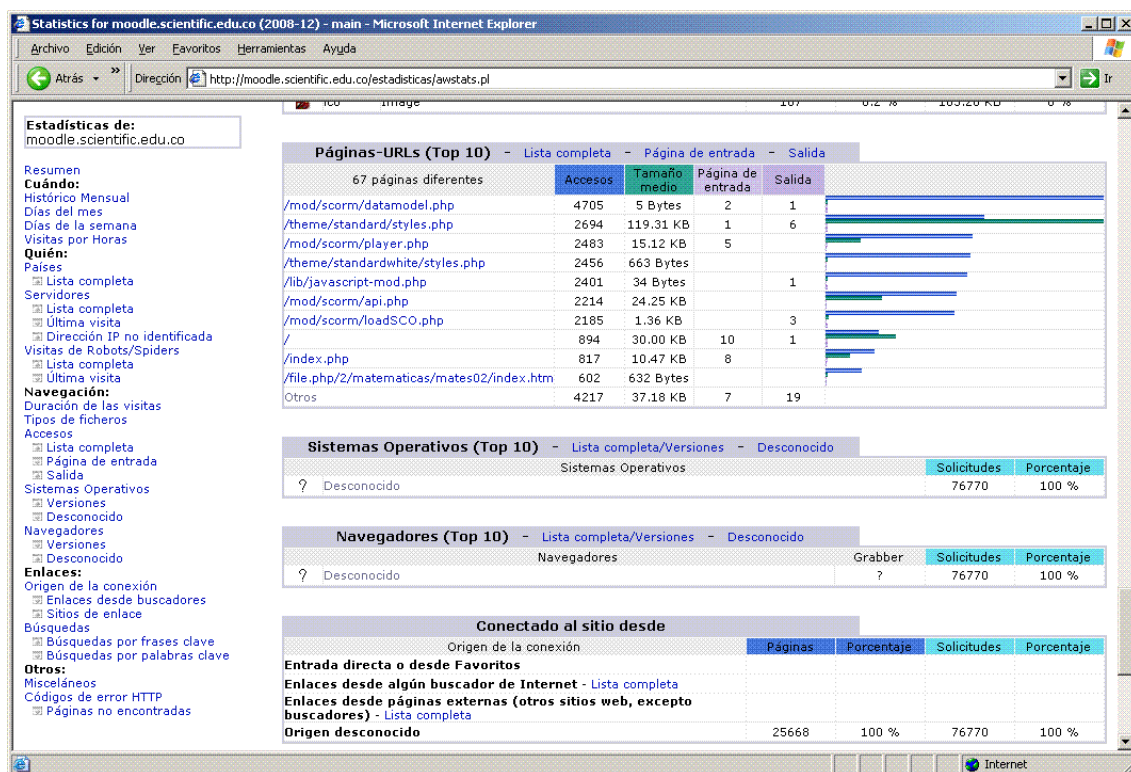 Statistics for moodle.scientific.edu.co (2008-12) - main - Microsoft Internet Explorer
Archivo Edición Ver Favoritos Herramientas Ayuda
Atrás » Dirección http://moodle.scientific.edu.co/estadisticas/awstats.pl Ir
Estadísticas de:
moodle.scientific.edu.co
Resumen
Cuándo:
Histórico Mensual
Días del mes
Días de la semana
Visitas por Horas
Quién:
Países
Lista completa
Servidores
Lista completa
Última visita
Dirección IP no identificada
Visitas de Robots/Spiders
Lista completa
Última visita
Navegación:
Duración de las visitas
Tipos de ficheros
Accesos
Lista completa
Página de entrada
Salida
Sistemas Operativos
Versiones
Desconocido
Navegadores
Versiones
Desconocido
Enlaces:
Origen de la conexión
Enlaces desde buscadores
Sitios de enlace
Búsquedas
Búsquedas por frases clave
Búsquedas por palabras clave
Otros:
Misceláneos
Códigos de error HTTP
Páginas no encontradas
ico Image 107 0.2 % 103.20 KB 0 %
Páginas-URLs (Top 10) - Lista completa - Página de entrada - Salida
67 páginas diferentes Accesos Tamaño medio Página de entrada Salida
/mod/scorm/datamodel.php 4705 5 Bytes 2 1
/theme/standard/styles.php 2694 119.31 KB 1 6
/mod/scorm/player.php 2483 15.12 KB 5
/theme/standardwhite/styles.php 2456 663 Bytes
/lib/javascript-mod.php 2401 34 Bytes 1
/mod/scorm/api.php 2214 24.25 KB
/mod/scorm/loadSCO.php 2185 1.36 KB 3
/ 894 30.00 KB 10 1
/index.php 817 10.47 KB 8
/file.php/2/matematicas/mates02/index.htm 602 632 Bytes
Otros 4217 37.18 KB 7 19
Sistemas Operativos (Top 10) - Lista completa/Versiones - Desconocido
Sistemas Operativos Solicitudes Porcentaje
? Desconocido 76770 100 %
Navegadores (Top 10) - Lista completa/Versiones - Desconocido
Navegadores Grabber Solicitudes Porcentaje
? Desconocido ? 76770 100 %
Conectado al sitio desde
Origen de la conexión Páginas Porcentaje Solicitudes Porcentaje
Entrada directa o desde Favoritos
Enlaces desde algún buscador de Internet - Lista completa
Enlaces desde páginas externas (otros sitios web, excepto
buscadores) - Lista completa
Origen desconocido 25668 100 % 76770 100 %
Internet